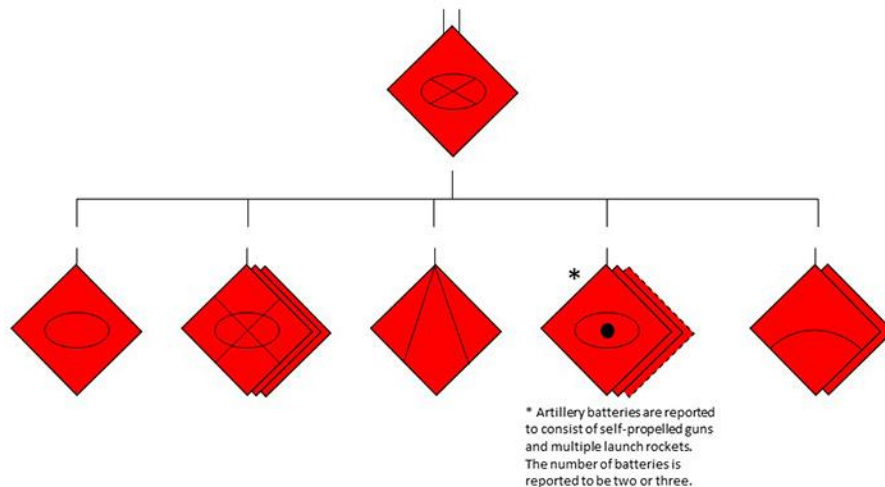 *
* Artillery batteries are reported
to consist of self-propelled guns
and multiple launch rockets.
The number of batteries is
reported to be two or three.